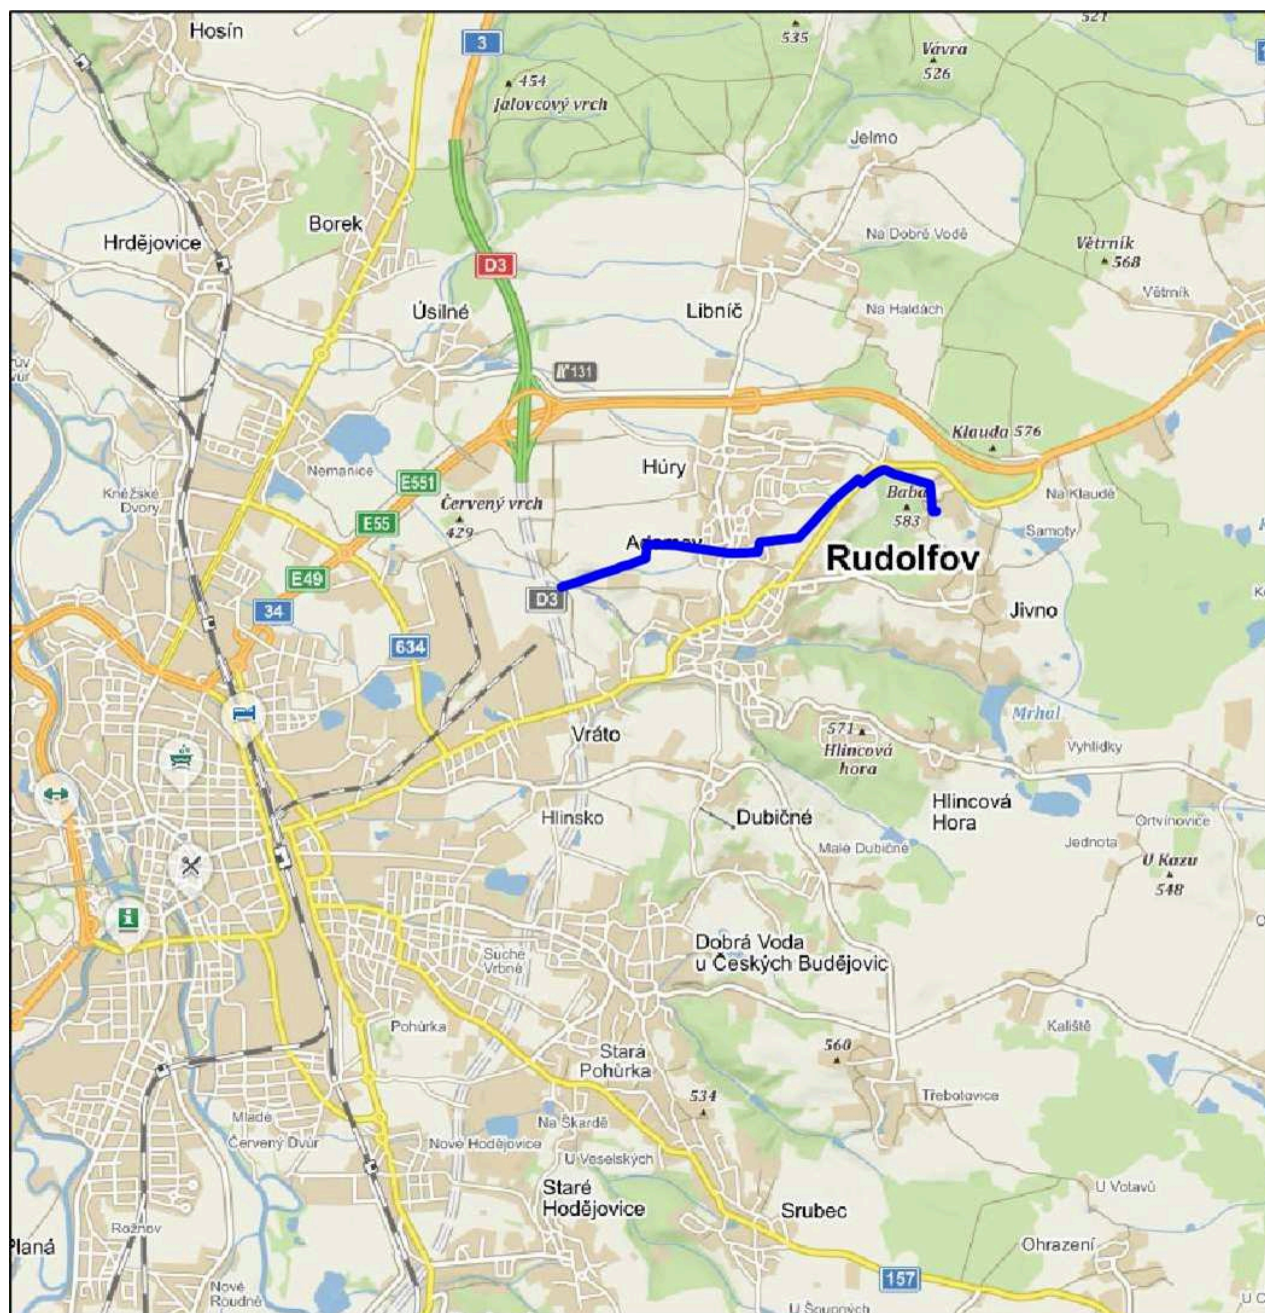 Hosín
3
521
535
Vávra
526
454
Jalovcový vrch
Jelmo
Borek
Hrdějovice
Na Dobré Vodě
Větrník
568
D3
Větrník
Úsilné
Libníč
Na Haldách
131
Klauda 576
Nemanice
Húry
E551
Kněžské
Dvory
Červený vrch
429
Baba
583
Na Klaudě
E55
Samoty
Rudolfov
E49
D3
34
Jivno
634
Mrhal
571
Hlincová
hora
Vráto
Vyhlídky
Hlinsko
Dubičné
Hlincová
Hora
Ortvínovice
Malé Dubičné
Jednota
U Kazu
548
Dobrá Voda
u Českých Budějovic
Suché
Vrbné
Pohůrka
Kaliště
Stará
Pohůrka
560
534
Třebotovice
Mladé
Červený Dvůr
Na Škardě
Nové Hodějovice
U Veselských
Staré
Hodějovice
U Votavů
Srubec
Rožnov
Planá
Ohrazení
157
Nové
Roudné
U Šoupných